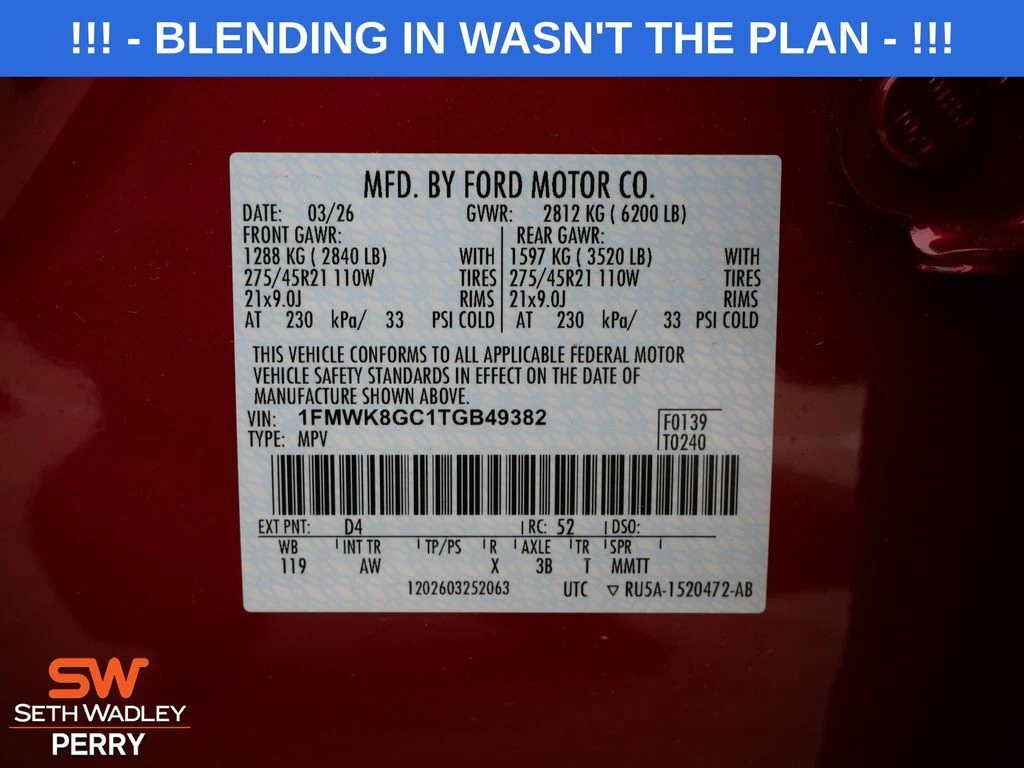 !!! - BLENDING IN WASN'T THE PLAN - !!!
MFD. BY FORD MOTOR CO.
DATE: 03/26 GVWR: 2812 KG ( 6200 LB)
FRONT GAWR: REAR GAWR:
1288 KG ( 2840 LB) WITH 1597 KG ( 3520 LB) WITH
275/45R21 110W TIRES 275/45R21 110W TIRES
21x9.0J RIMS 21x9.0J RIMS
AT 230 kPa/ 33 PSI COLD AT 230 kPa/ 33 PSI COLD
THIS VEHICLE CONFORMS TO ALL APPLICABLE FEDERAL MOTOR
VEHICLE SAFETY STANDARDS IN EFFECT ON THE DATE OF
MANUFACTURE SHOWN ABOVE.
VIN: 1FMWK8GC1TGB49382 F0139
TYPE: MPV T0240
EXT PNT: D4 RC: 52 DSO:
WB INT TR TP/PS R AXLE TR SPR
119 AW X 3B T MMTT
1202603252063 UTC ▽ RU5A-1520472-AB
SW
SETH WADLEY
PERRY